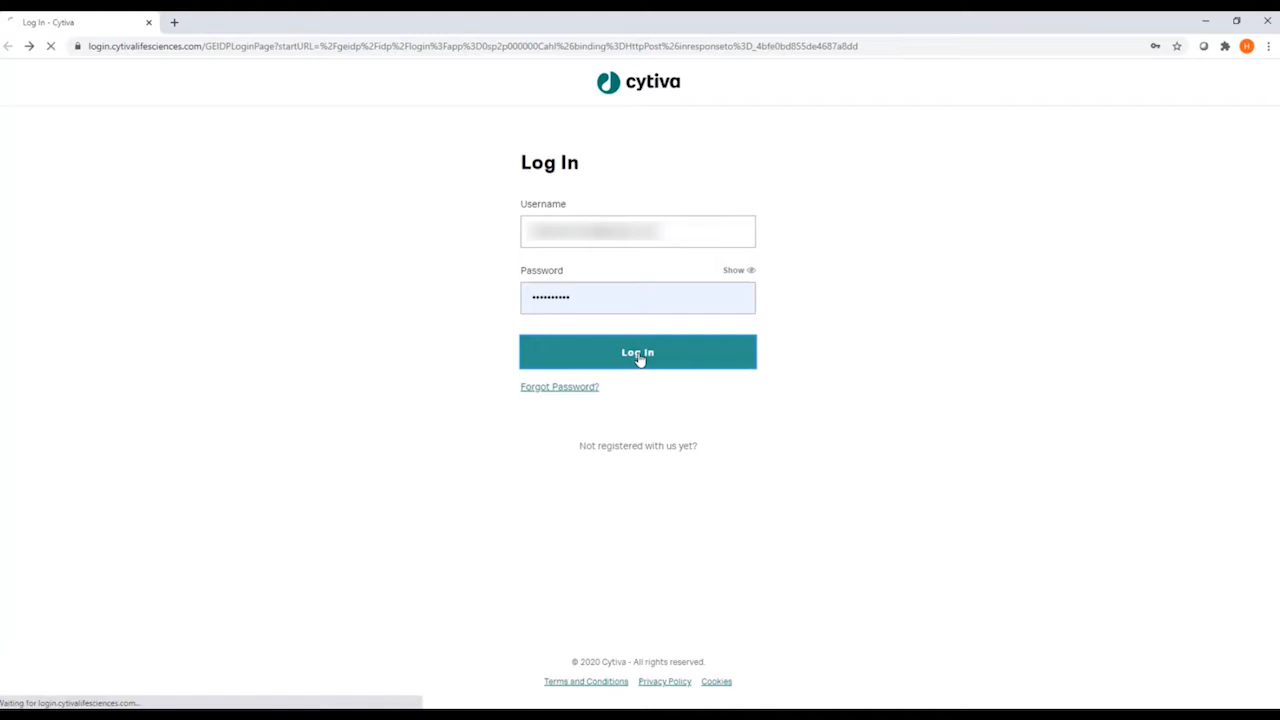 Log In - Cytiva
login.cytivalifesciences.com/GEIDPLoginPage?startURL=%2Fgeidp%2Fidp%2Flogin%3Fapp%3D0sp2p000000Cahl%26binding%3DHttpPost%26inresponseto%3D_4bfe0bd855de4687a8dd
H
cytiva
Log In
Username
Password
Show
••••••••••
Log In
Forgot Password?
Not registered with us yet?
© 2020 Cytiva - All rights reserved.
Terms and Conditions Privacy Policy Cookies
Waiting for login.cytivalifesciences.com...